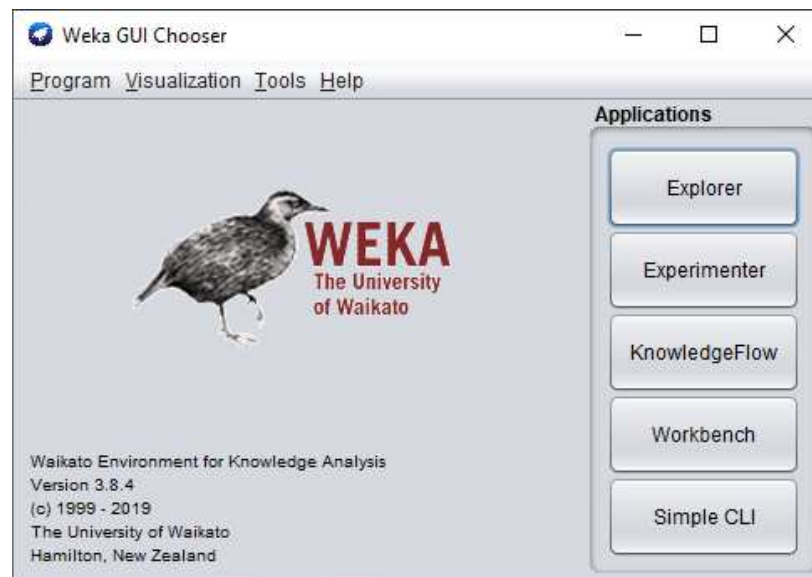 Weka GUI Chooser
Program Visualization Tools Help
Applications
Explorer
Experimenter
KnowledgeFlow
Workbench
Simple CLI
WEKA
The University
of Waikato
Waikato Environment for Knowledge Analysis
Version 3.8.4
(c) 1999 - 2019
The University of Waikato
Hamilton, New Zealand